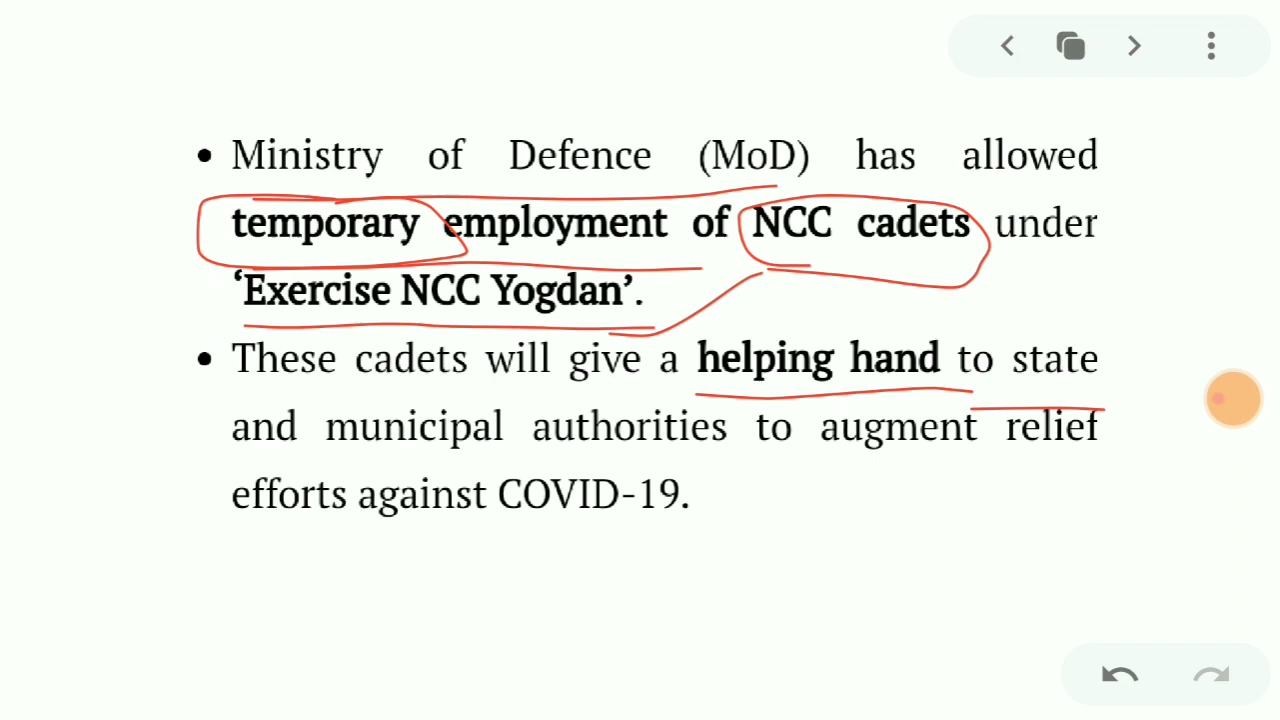 • Ministry of Defence (MoD) has allowed
temporary employment of NCC cadets under
‘Exercise NCC Yogdan’.
• These cadets will give a helping hand to state
and municipal authorities to augment relief
efforts against COVID-19.